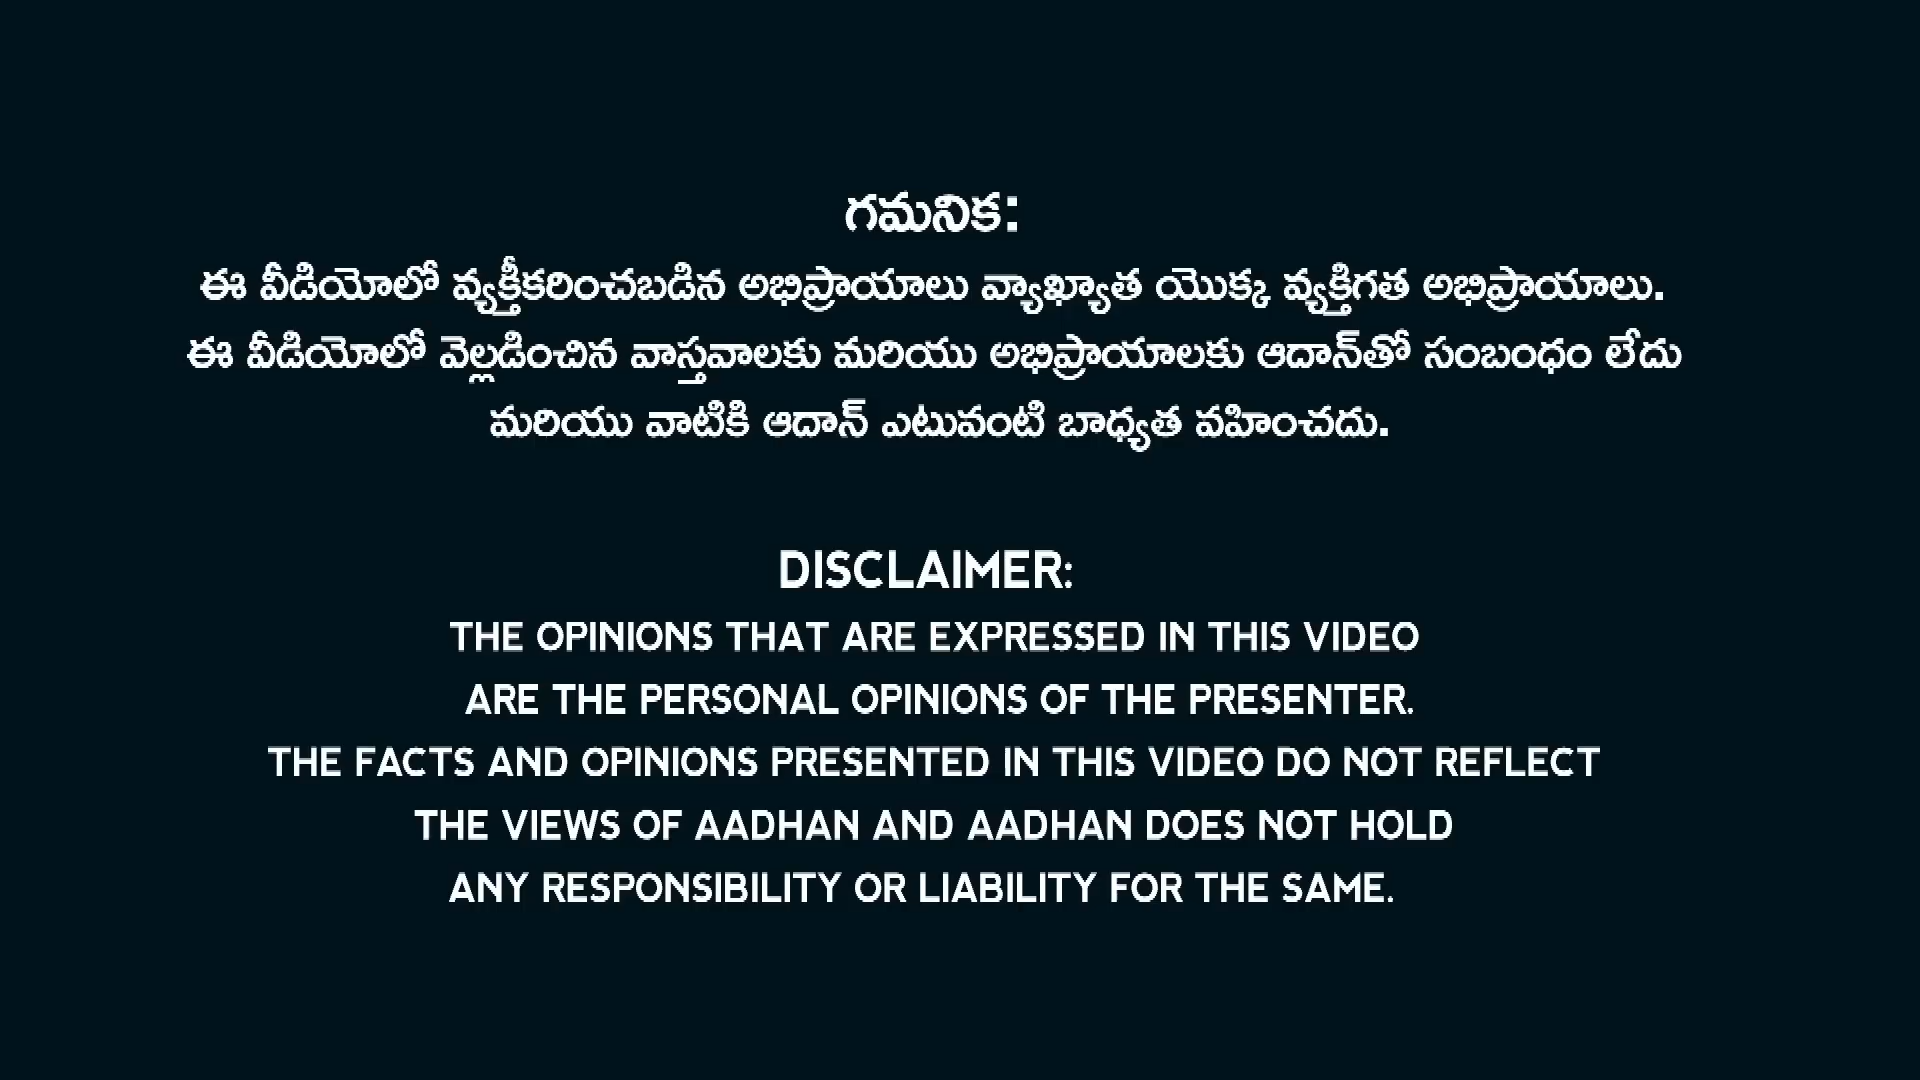 గమనిక:
ఈ వీడియోలో వ్యక్తీకరించబడిన అభిప్రాయాలు వ్యాఖ్యాత యొక్క వ్యక్తిగత అభిప్రాయాలు.
ఈ వీడియోలో వెల్లడించిన వాస్తవాలకు మరియు అభిప్రాయాలకు ఆదాన్‌తో సంబంధం లేదు
మరియు వాటికి ఆదాన్ ఎటువంటి బాధ్యత వహించదు.
DISCLAIMER:
THE OPINIONS THAT ARE EXPRESSED IN THIS VIDEO
ARE THE PERSONAL OPINIONS OF THE PRESENTER.
THE FACTS AND OPINIONS PRESENTED IN THIS VIDEO DO NOT REFLECT
THE VIEWS OF AADHAN AND AADHAN DOES NOT HOLD
ANY RESPONSIBILITY OR LIABILITY FOR THE SAME.